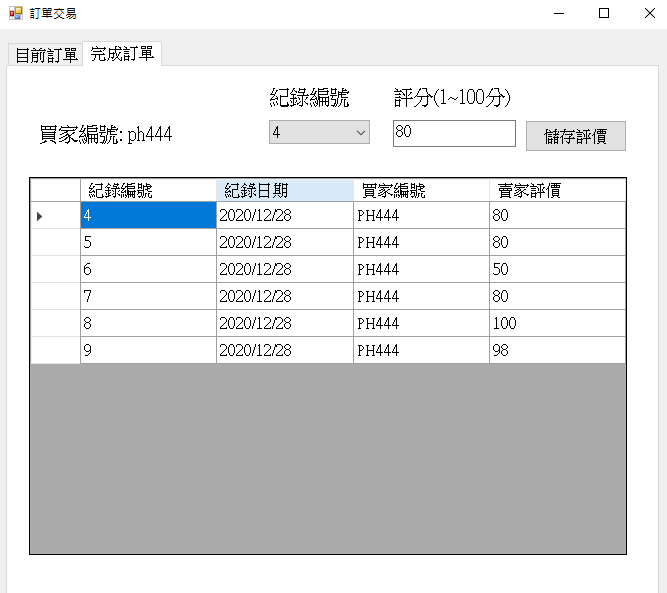 訂單交易
目前訂單 完成訂單
紀錄編號 評分(1~100分)
買家編號: ph444 4 80 儲存評價
紀錄編號 紀錄日期 買家編號 賣家評價
4 2020/12/28 PH444 80
5 2020/12/28 PH444 80
6 2020/12/28 PH444 50
7 2020/12/28 PH444 80
8 2020/12/28 PH444 100
9 2020/12/28 PH444 98